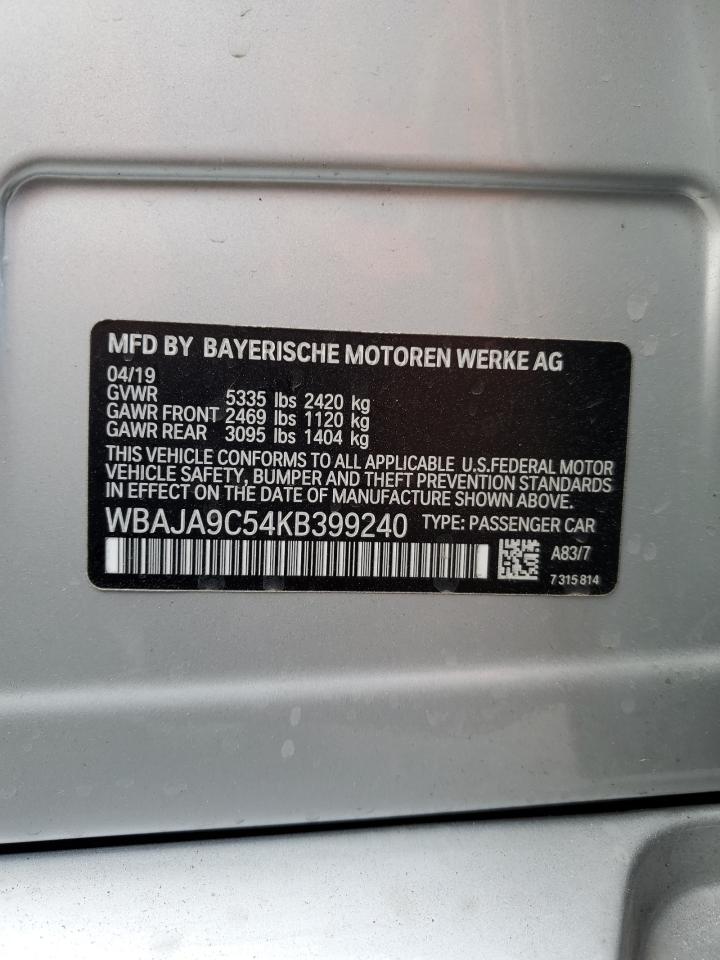 MFD BY BAYERISCHE MOTOREN WERKE AG
04/19
GVWR 5335 lbs 2420 kg
GAWR FRONT 2469 lbs 1120 kg
GAWR REAR 3095 lbs 1404 kg
THIS VEHICLE CONFORMS TO ALL APPLICABLE U.S.FEDERAL MOTOR
VEHICLE SAFETY, BUMPER AND THEFT PREVENTION STANDARDS
IN EFFECT ON THE DATE OF MANUFACTURE SHOWN ABOVE.
WBAJA9C54KB399240 TYPE: PASSENGER CAR
A83/7
7 315 814